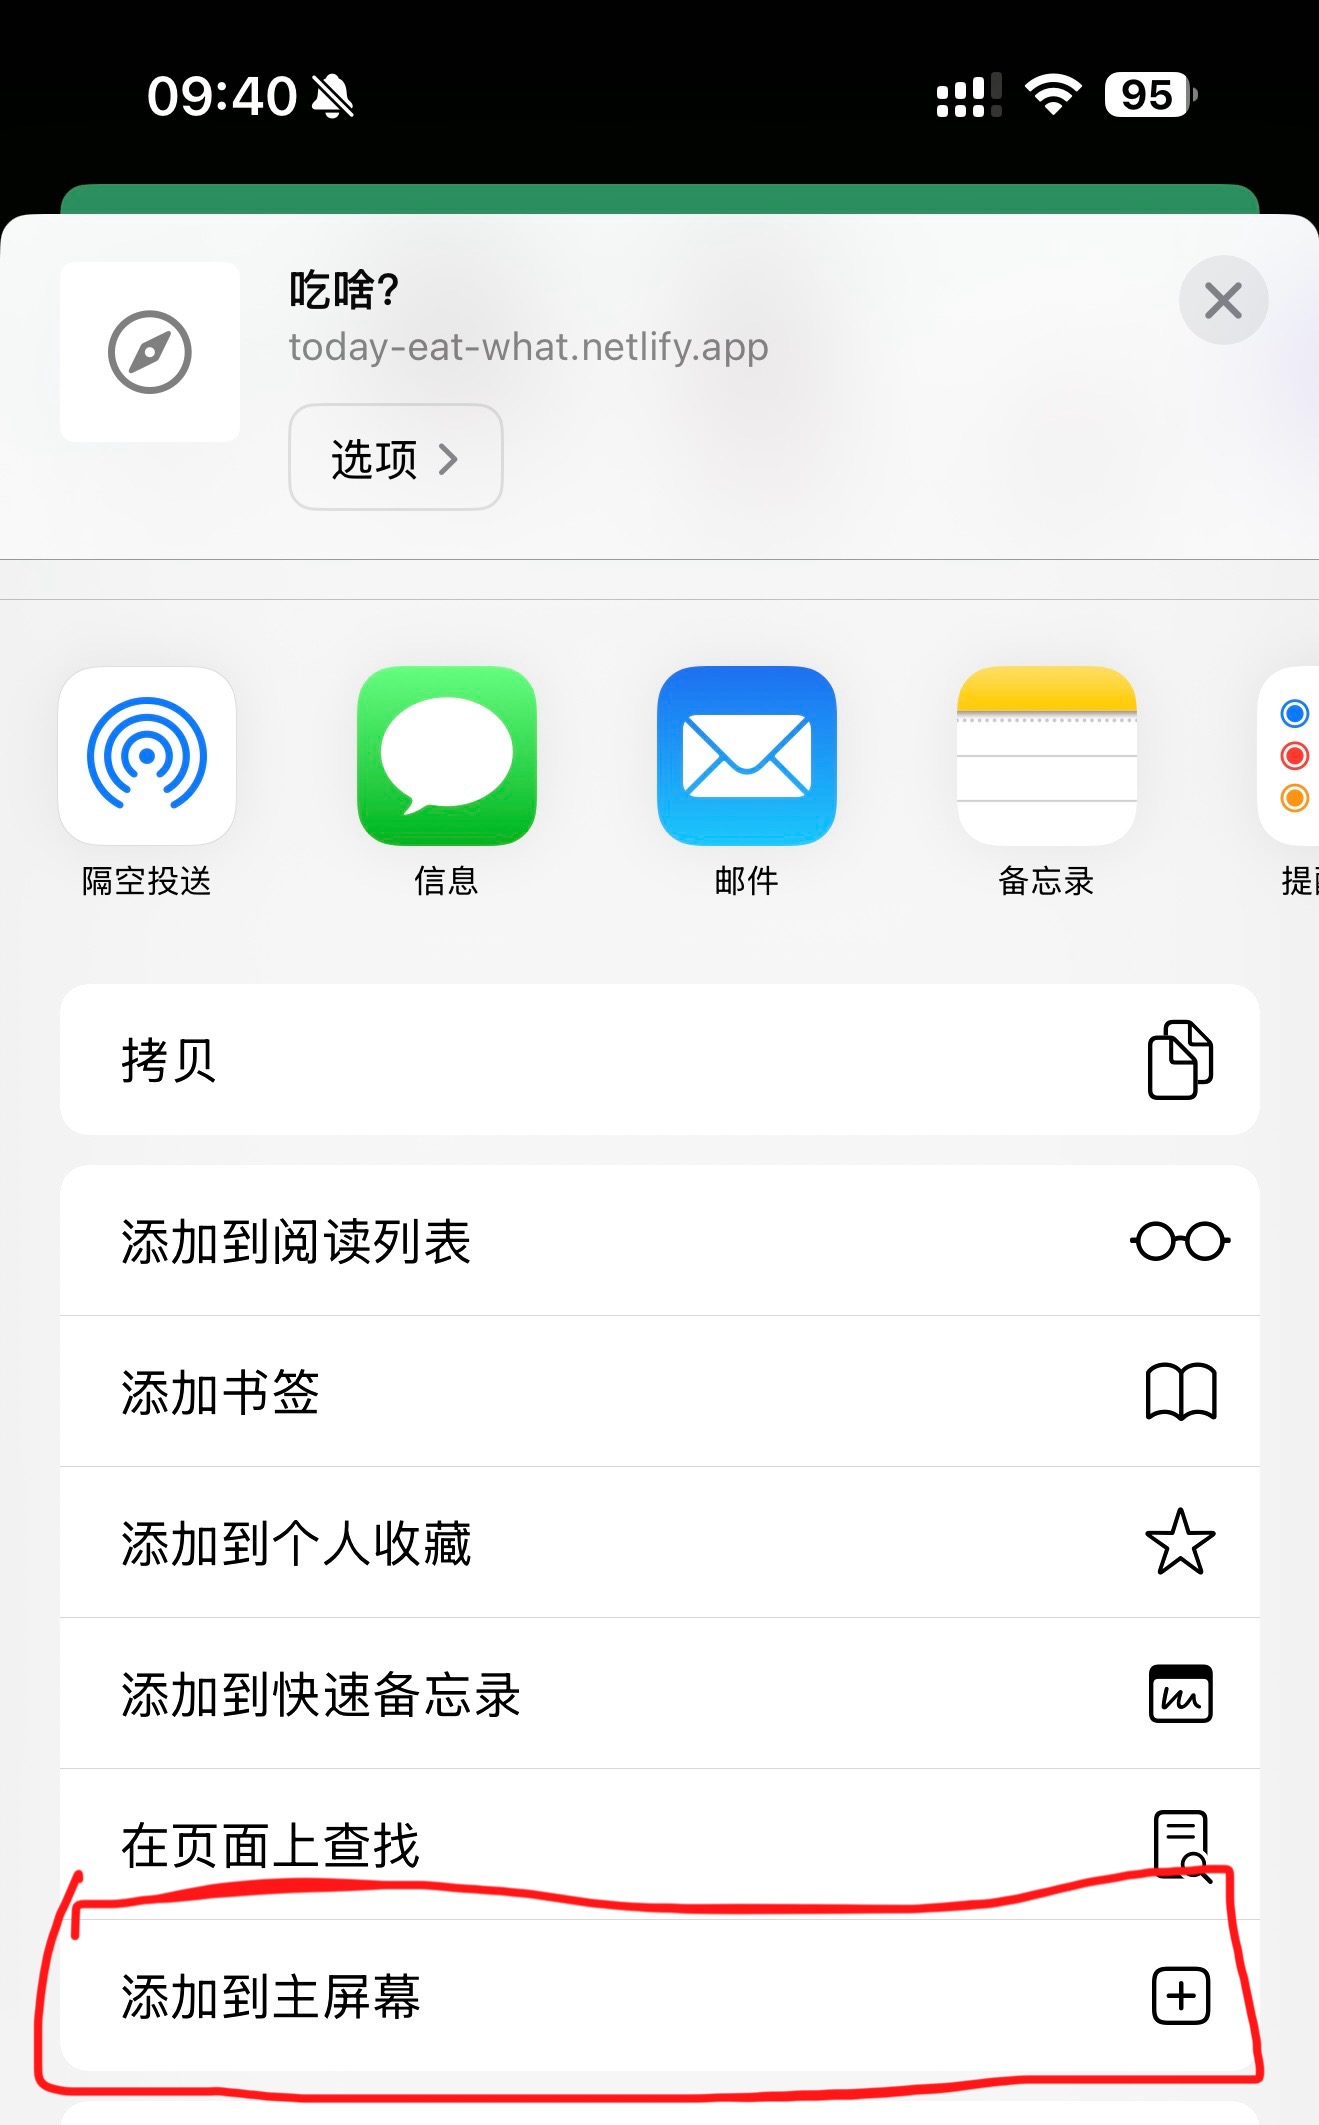 09:40
95
吃啥?
today-eat-what.netlify.app
选项
隔空投送
信息
邮件
备忘录
拷贝
添加到阅读列表
添加书签
添加到个人收藏
添加到快速备忘录
在页面上查找
添加到主屏幕